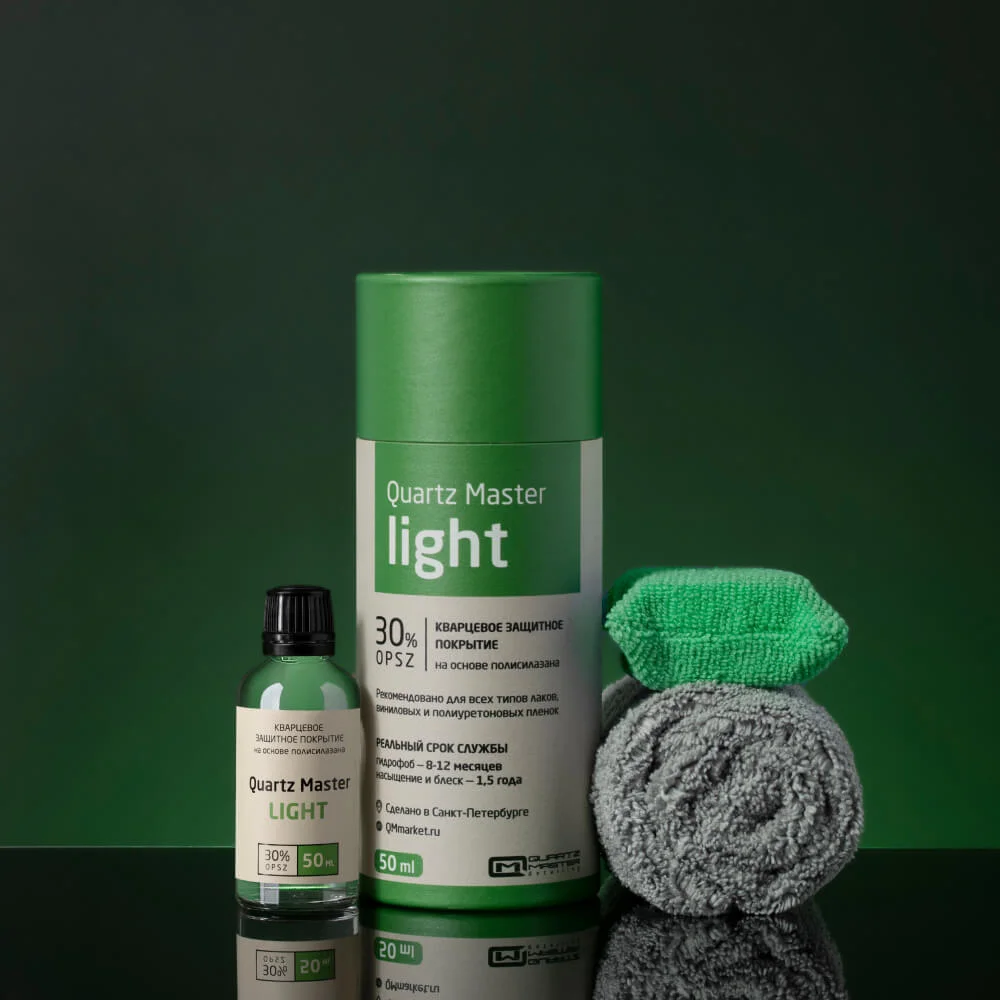 Quartz Master
light
30%
OPSZ
КВАРЦЕВОЕ ЗАЩИТНОЕ
ПОКРЫТИЕ
на основе полисилазана
Рекомендовано для всех типов лаков,
виниловых и полиуретоновых пленок
РЕАЛЬНЫЙ СРОК СЛУЖБЫ
гидрофоб – 8-12 месяцев
насыщение и блеск – 1,5 года
Сделано в Санкт-Петербурге
QMmarket.ru
50 ml
QUARTZ
MASTER
detailing
КВАРЦЕВОЕ
ЗАЩИТНОЕ ПОКРЫТИЕ
на основе полисилазана
Quartz Master
LIGHT
30%
OPSZ
50 ML